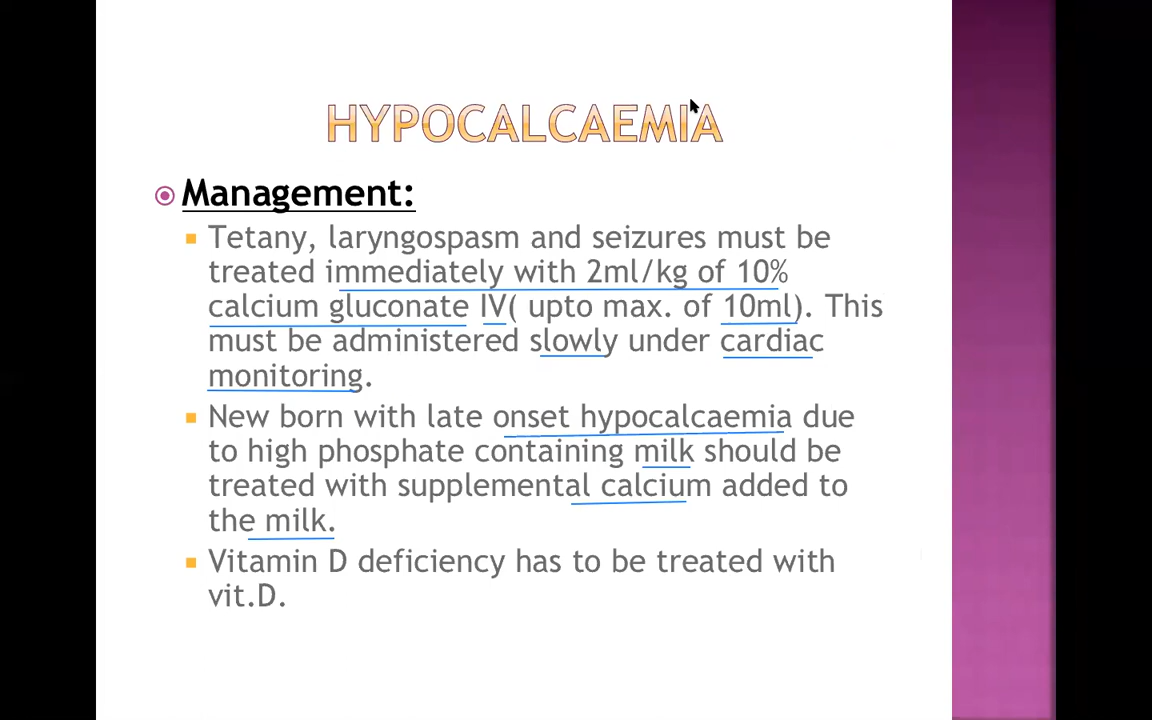 HYPOCALCAEMIA
Management:
Tetany, laryngospasm and seizures must be
treated immediately with 2ml/kg of 10%
calcium gluconate IV( upto max. of 10ml). This
must be administered slowly under cardiac
monitoring.
New born with late onset hypocalcaemia due
to high phosphate containing milk should be
treated with supplemental calcium added to
the milk.
Vitamin D deficiency has to be treated with
vit.D.